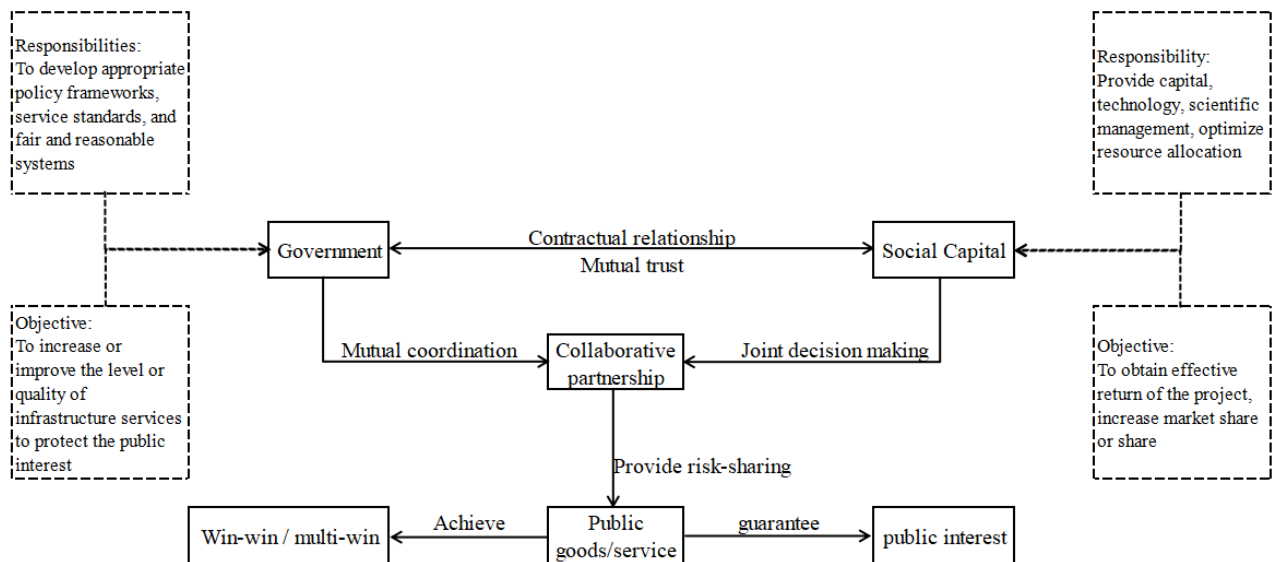 Responsibilities:
To develop appropriate
policy frameworks,
service standards, and
fair and reasonable
systems
Responsibility:
Provide capital,
technology, scientific
management, optimize
resource allocation
Government
Contractual relationship
Mutual trust
Social Capital
Objective:
To increase or
improve the level or
quality of
infrastructure services
to protect the public
interest
Mutual coordination
Collaborative
partnership
Joint decision making
Objective:
To obtain effective
return of the project,
increase market share
or share
Provide risk-sharing
Win-win / multi-win
Achieve
Public
goods/service
guarantee
public interest